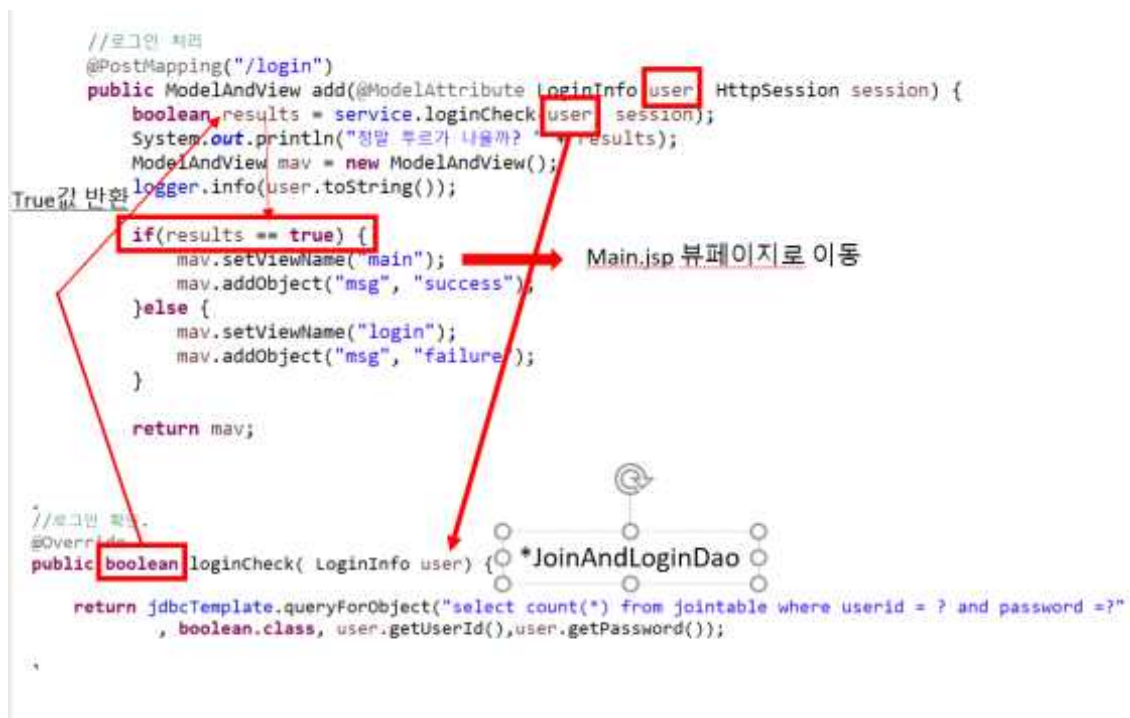 //로그인 처리
@PostMapping("/login")
public ModelAndView add(@ModelAttribute LoginInfo user HttpSession session) {
boolean results = service.loginCheck user session);
System.out.println("정말 투르가 나올까? " + results);
ModelAndView mav = new ModelAndView();
logger.info(user.toString());
True값 반환
if(results == true) {
mav.setViewName("main");
Main.jsp 뷰페이지로 이동
mav.addObject("msg", "success");
}else {
mav.setViewName("login");
mav.addObject("msg", "failure");
}
return mav;
//로그인 확인.
@Override
*JoinAndLoginDao
public boolean loginCheck( LoginInfo user) {
return jdbcTemplate.queryForObject("select count(*) from jointable where userid = ? and password =?"
, boolean.class, user.getUserId(),user.getPassword());